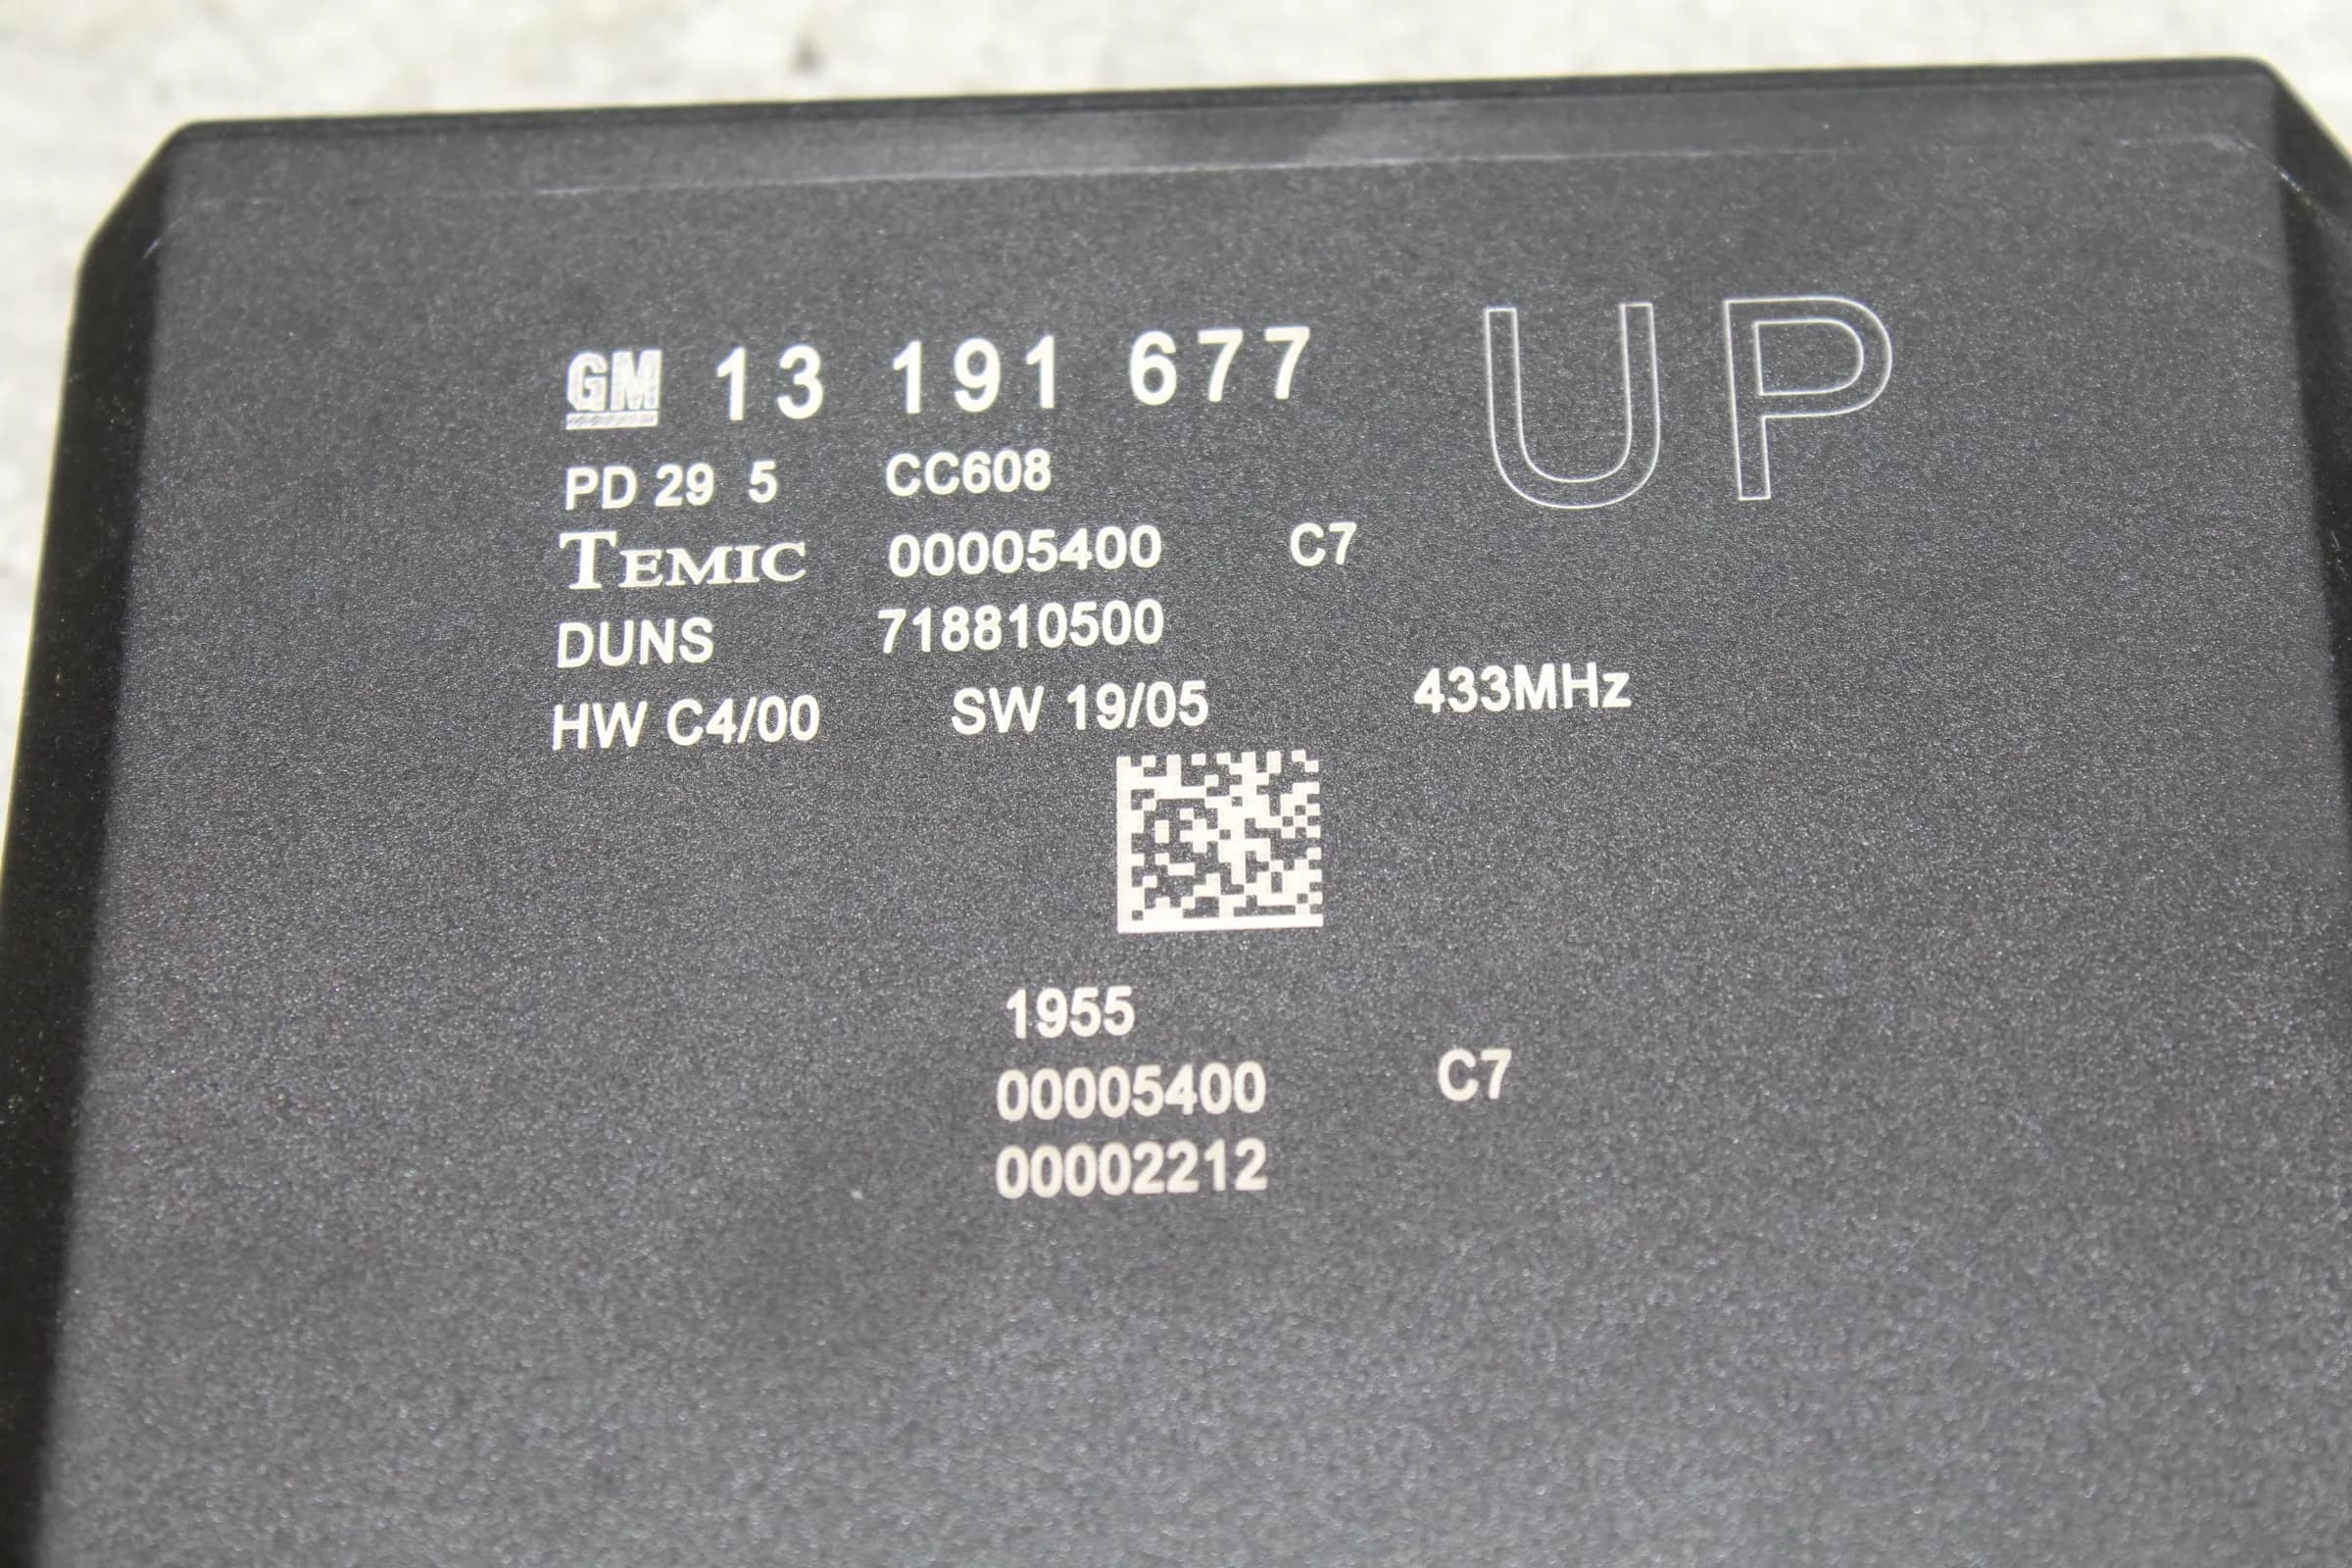 GM 13 191 677 UP
PD 29 5 CC608
TEMIC 00005400 C7
DUNS 718810500
HW C4/00 SW 19/05 433MHz
1955
00005400 C7
00002212